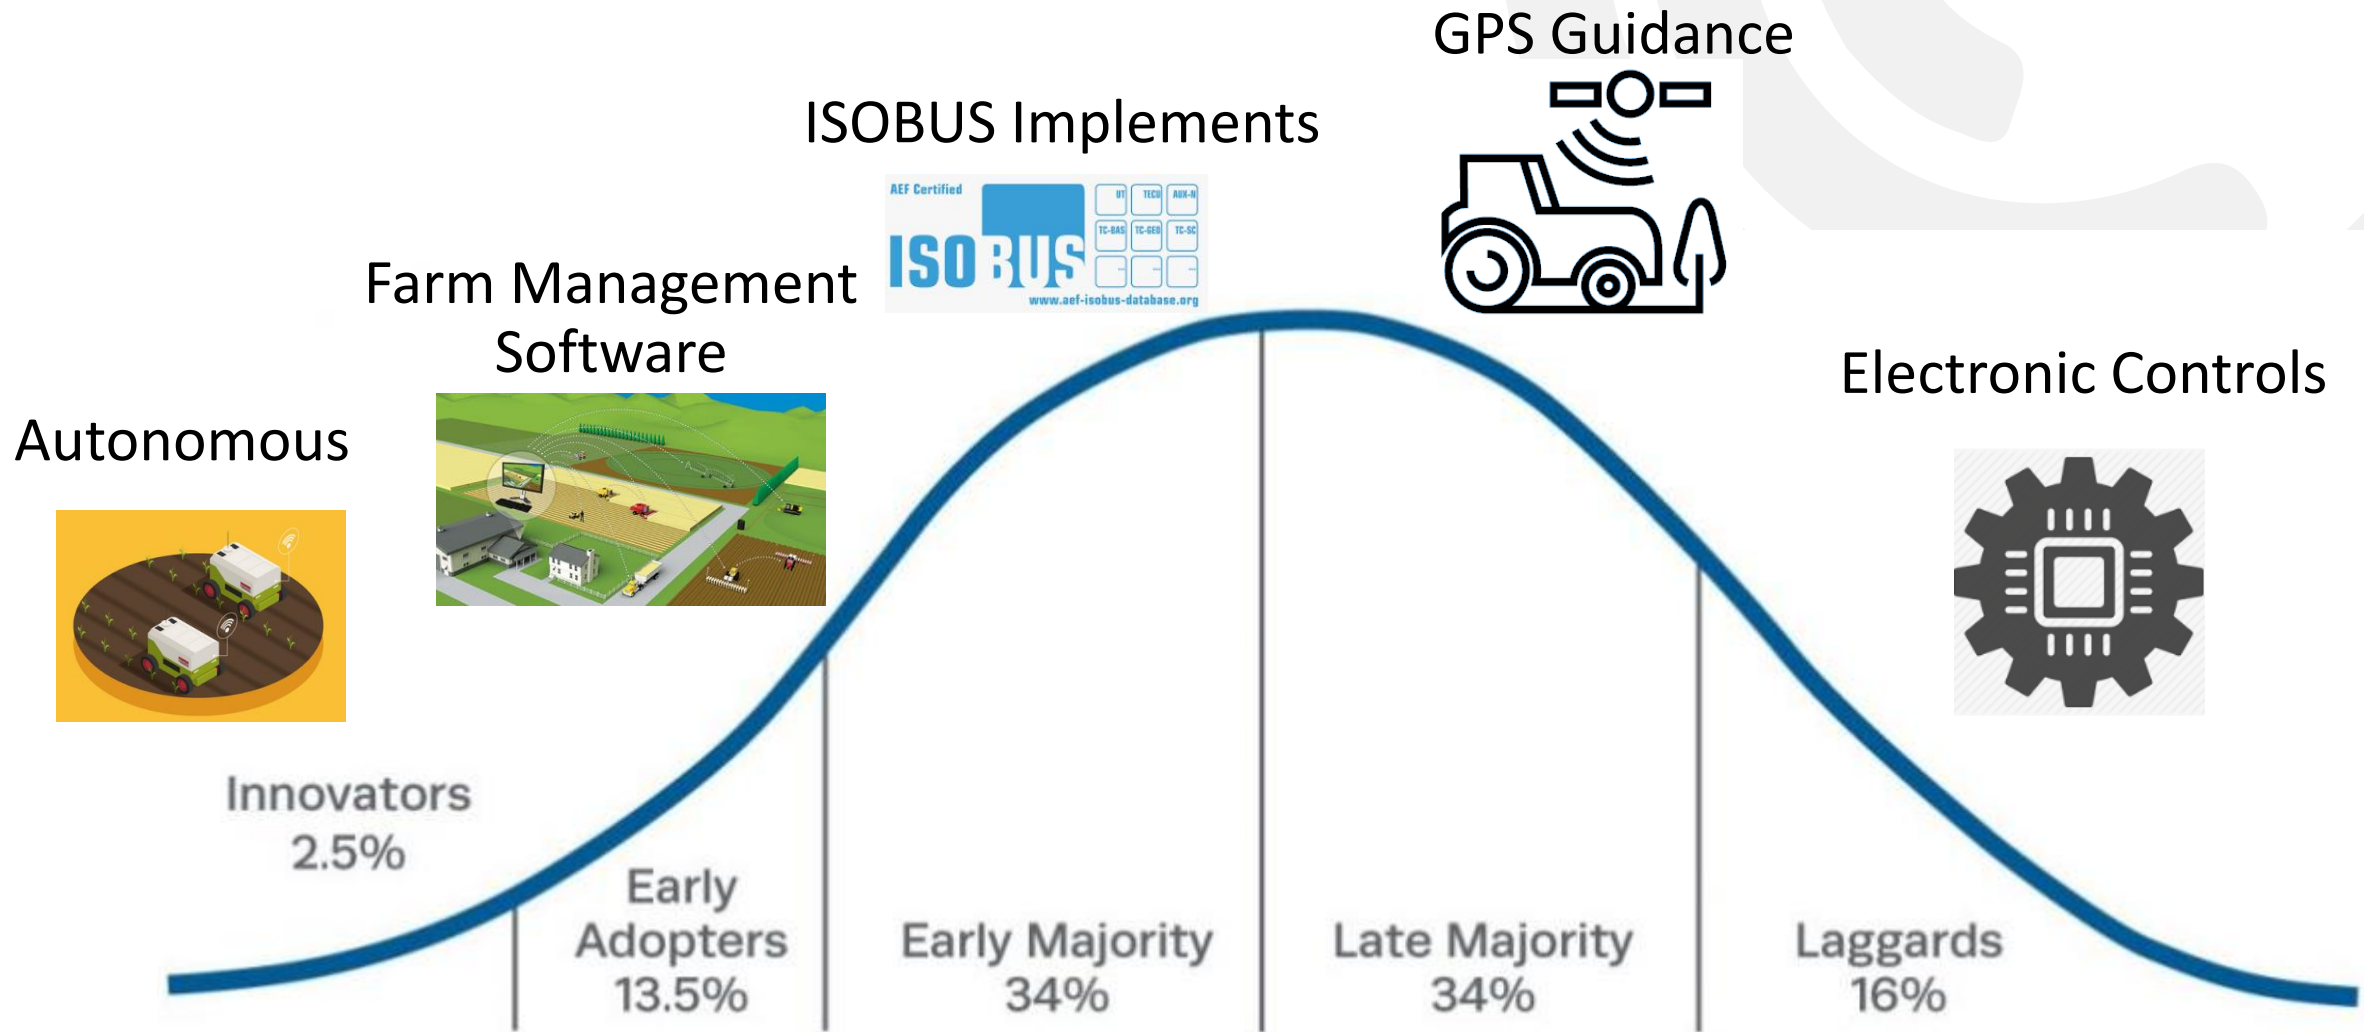 GPS Guidance
ISOBUS Implements
AEF Certified
ISOBUS
UT TECU AUX-N
TC-BAS TC-GEO TC-SC
www.aef-isobus-database.org
Farm Management
Software
Electronic Controls
Autonomous
Innovators
2.5%
Early
Adopters
13.5%
Early Majority
34%
Late Majority
34%
Laggards
16%